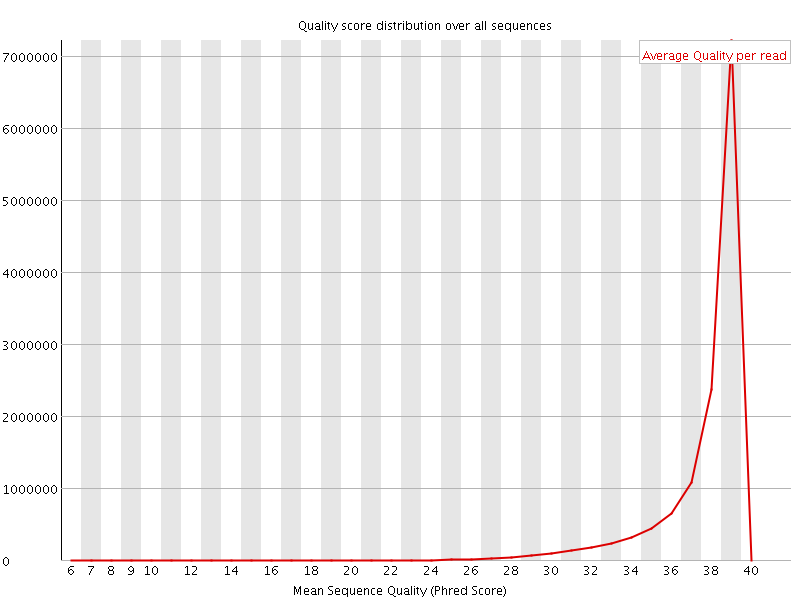 Quality score distribution over all sequences
Average Quality per read
7000000
6000000
5000000
4000000
3000000
2000000
1000000
0
6 7 8 9 10 12 14 16 18 20 22 24 26 28 30 32 34 36 38 40
Mean Sequence Quality (Phred Score)